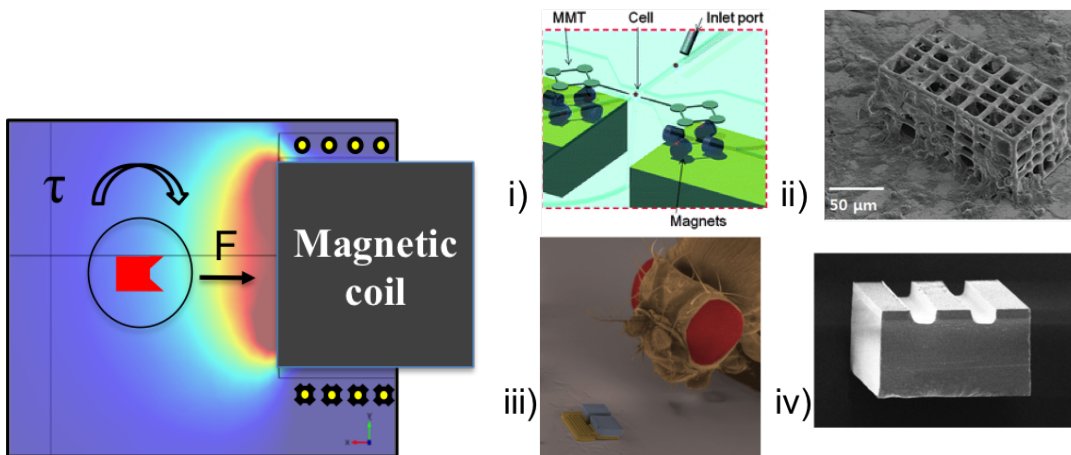 τ
F
Magnetic
coil
MMT
Cell
Inlet port
Magnets
i)
ii)
50 µm
iii)
iv)